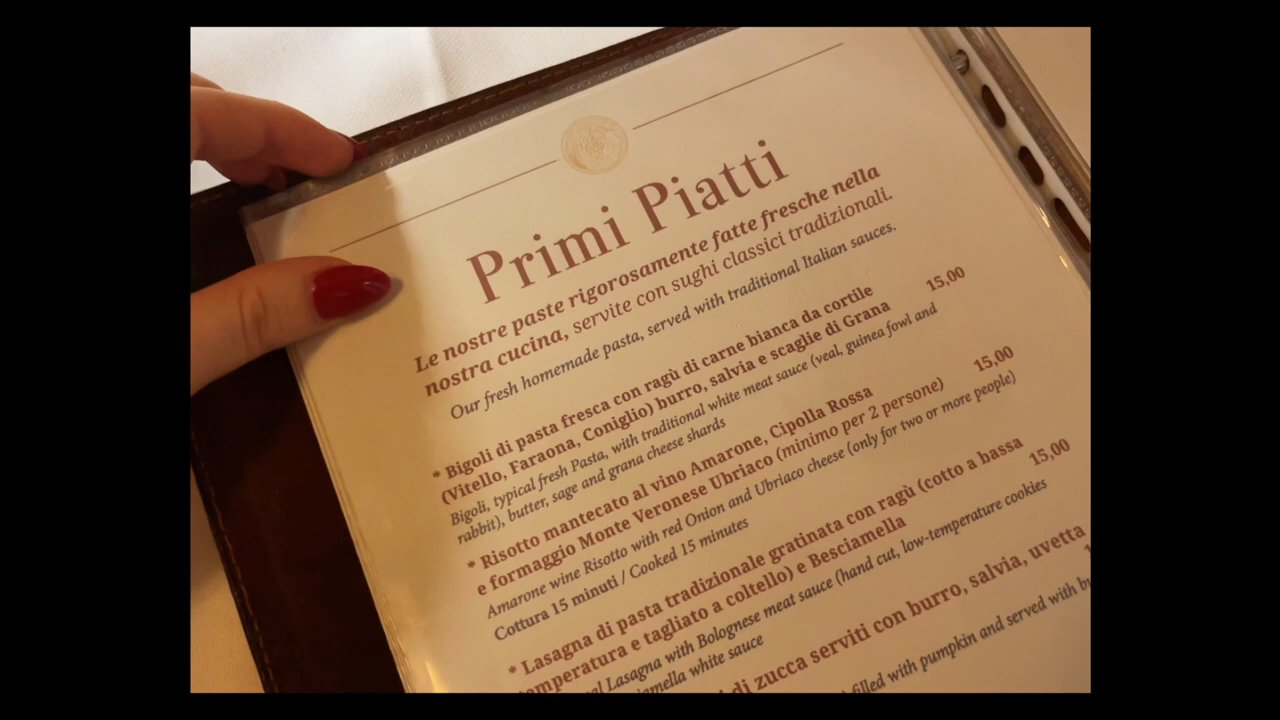 Primi Piatti
Le nostre paste rigorosamente fatte fresche nella
nostra cucina, servite con sughi classici tradizionali.
Our fresh homemade pasta, served with traditional Italian sauces.
* Bigoli di pasta fresca con ragù di carne bianca da cortile 15,00
(Vitello, Faraona, Coniglio) burro, salvia e scaglie di Grana
Bigoli, typical fresh Pasta, with traditional white meat sauce (veal, guinea fowl and
rabbit), butter, sage and grana cheese shards
* Risotto mantecato al vino Amarone, Cipolla Rossa 15,00
e formaggio Monte Veronese Ubriaco (minimo per 2 persone)
Amarone wine Risotto with red Onion and Ubriaco cheese (only for two or more people)
Cottura 15 minuti / Cooked 15 minutes
* Lasagna di pasta tradizionale gratinata con ragù (cotto a bassa 15,00
temperatura e tagliato a coltello) e Besciamella
Lasagna with Bolognese meat sauce (hand cut, low-temperature cookies
white sauce
di zucca serviti con burro, salvia, uvetta
filled with pumpkin and served with